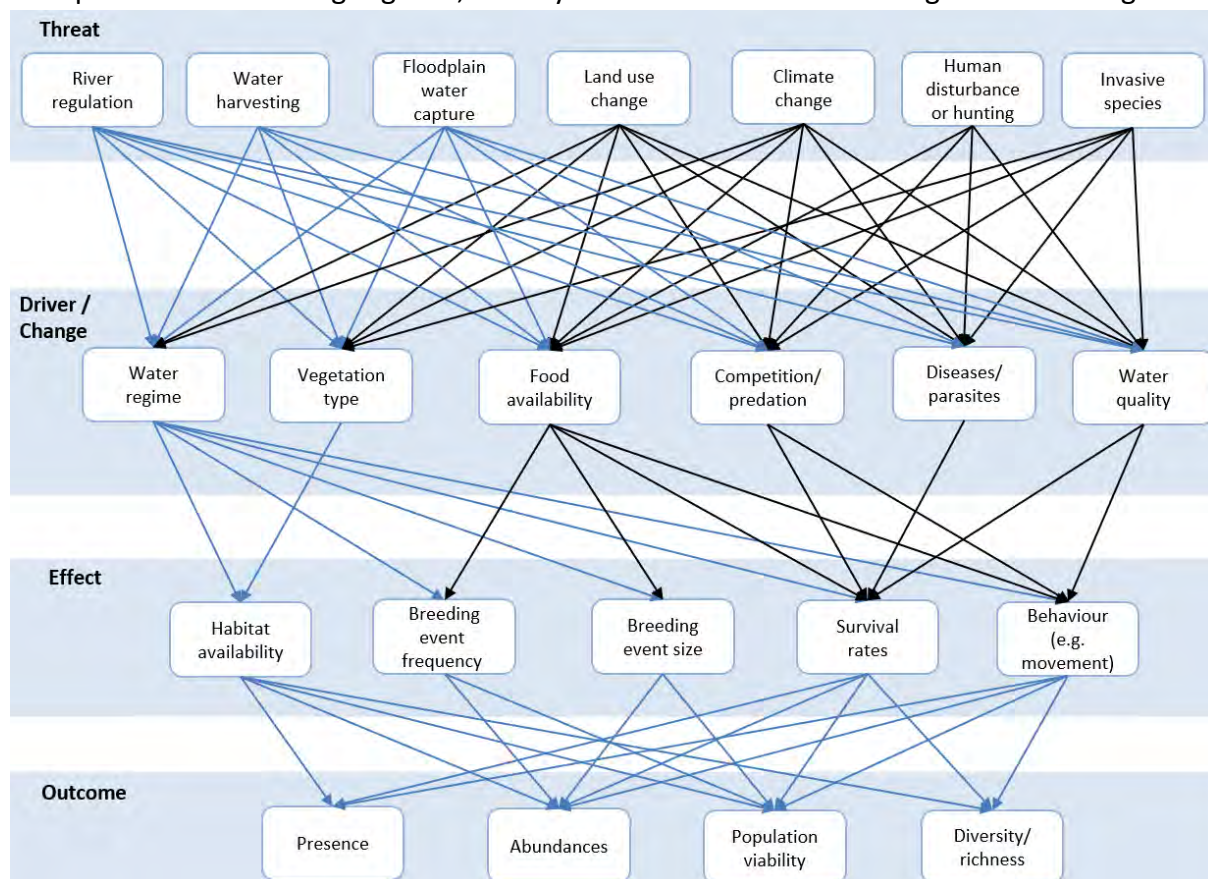 Threat
River
regulation
Water
harvesting
Floodplain
water
capture
Land use
change
Climate
change
Human
disturbance
or hunting
Invasive
species
Driver /
Change
Water
regime
Vegetation
type
Food
availability
Competition/
predation
Diseases/
parasites
Water
quality
Effect
Habitat
availability
Breeding
event
frequency
Breeding
event size
Survival
rates
Behaviour
(e.g.
movement)
Outcome
Presence
Abundances
Population
viability
Diversity/
richness